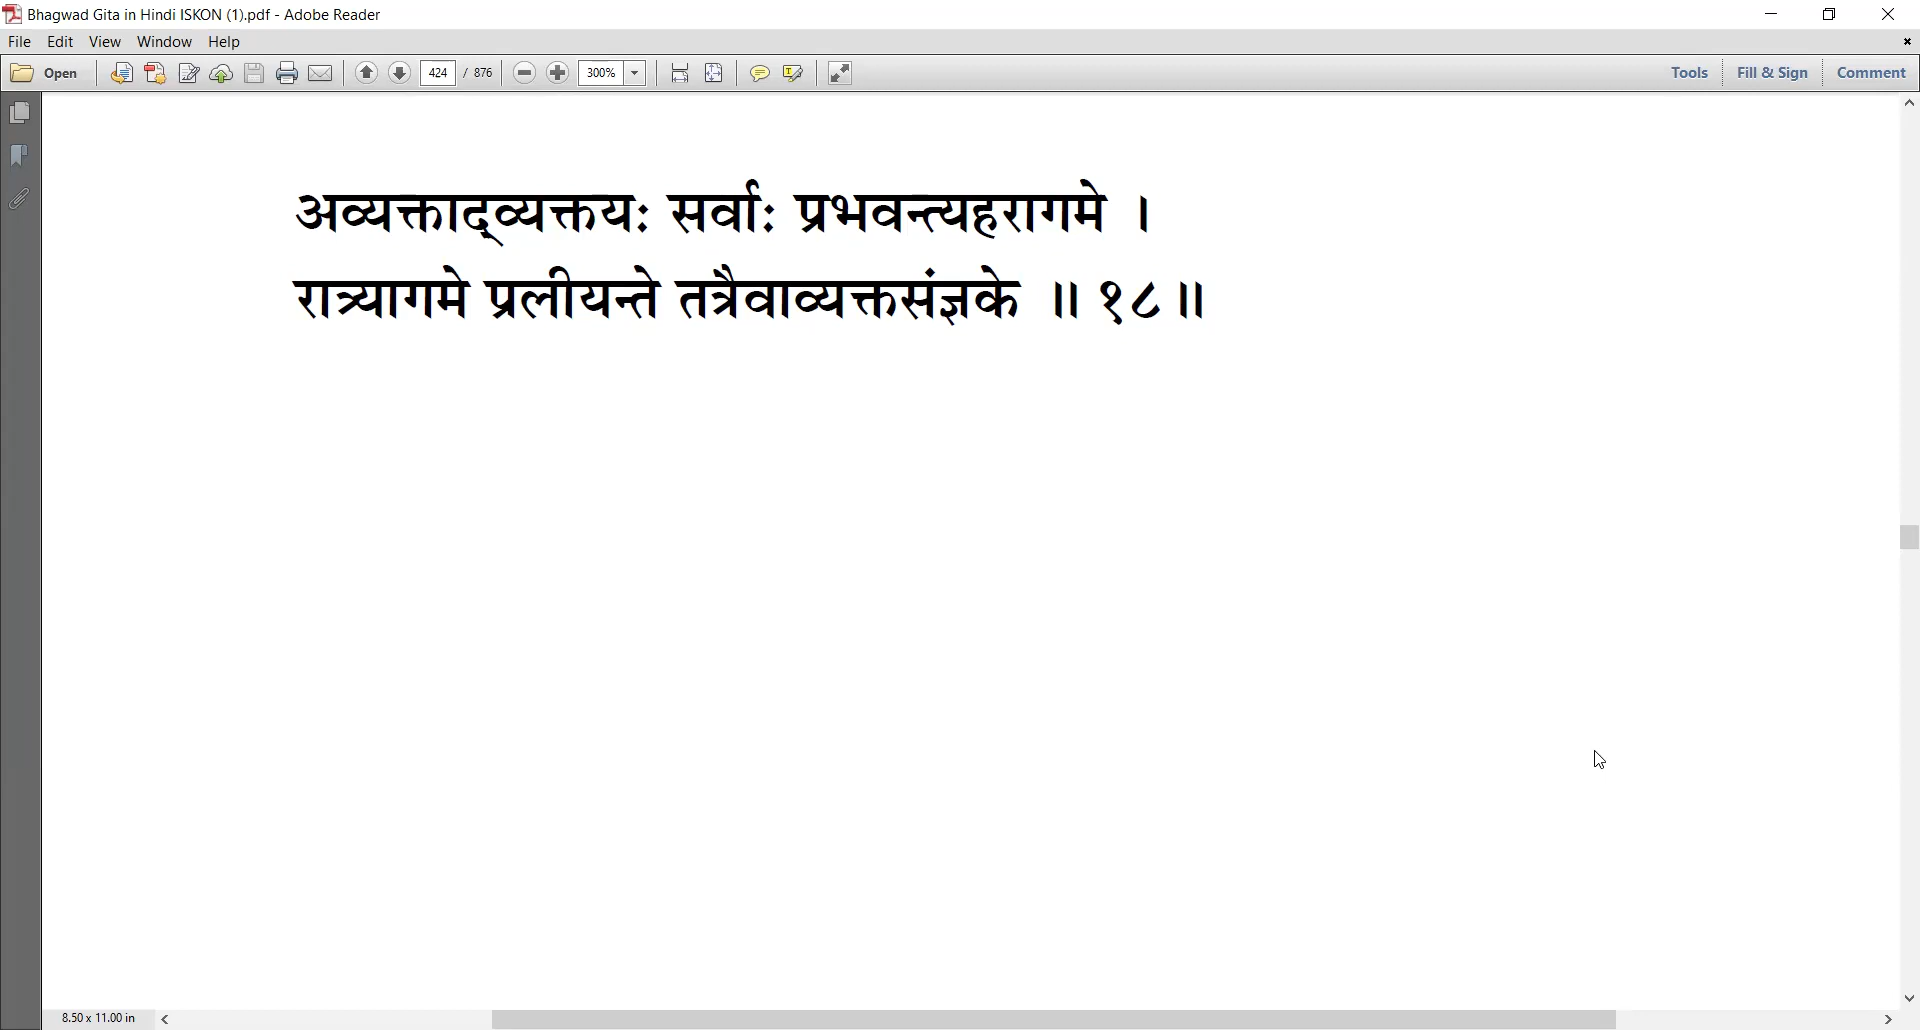 Bhagwad Gita in Hindi ISKON (1).pdf - Adobe Reader
File Edit View Window Help
Open 424 / 876 300% Tools Fill & Sign Comment
अव्यक्ताद्‌व्यक्तयः सर्वाः प्रभवन्त्यहरागमे ।
रात्र्यागमे प्रलीयन्ते तत्रैवाव्यक्तसंज्ञके ॥ १८॥
8.50 x 11.00 in